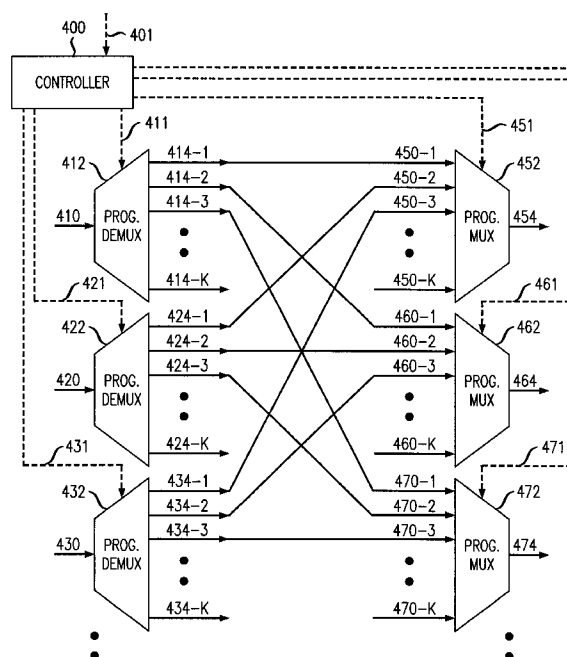 400
401
CONTROLLER
411
451
412
414-1
450-1
452
414-2
450-2
414-3
450-3
410
PROG.
DEMUX
PROG.
MUX
454
414-K
450-K
421
461
422
424-1
460-1
462
424-2
460-2
424-3
460-3
420
PROG.
DEMUX
PROG.
MUX
464
424-K
460-K
431
471
432
434-1
470-1
472
434-2
470-2
434-3
470-3
430
PROG.
DEMUX
PROG.
MUX
474
434-K
470-K